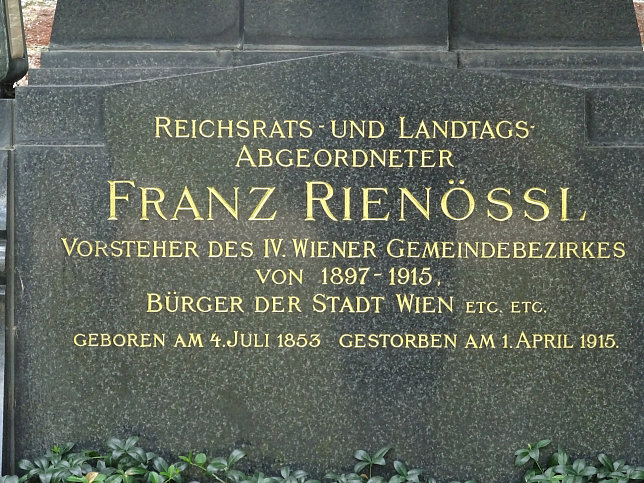 REICHSRATS- UND LANDTAGS-
ABGEORDNETER
FRANZ RIENÖSSL
VORSTEHER DES IV. WIENER GEMEINDEBEZIRKES
VON 1897-1915,
BÜRGER DER STADT WIEN ETC. ETC.
GEBOREN AM 4. JULI 1853 GESTORBEN AM 1. APRIL 1915.